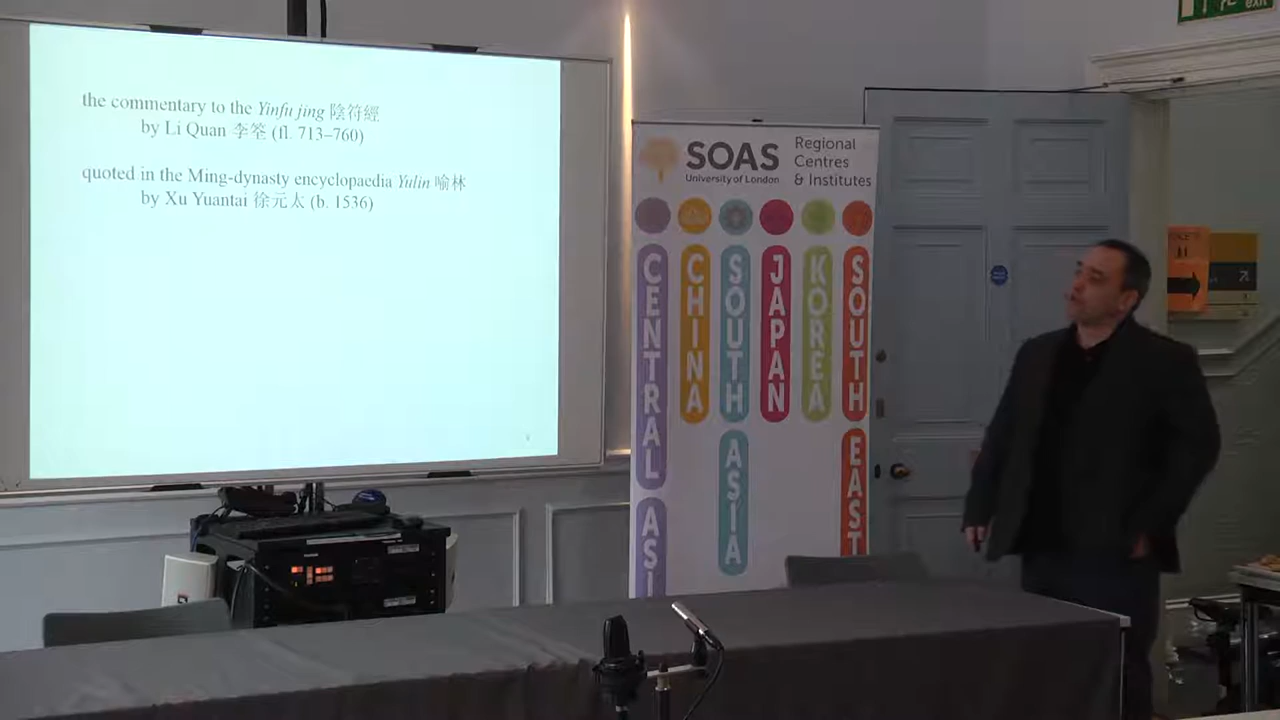 the commentary to the Yinfu jing 陰符經
by Li Quan 李筌 (fl. 713–760)
quoted in the Ming-dynasty encyclopaedia Yulin 喻林
by Xu Yuantai 徐元太 (b. 1536)
SOAS
University of London
Regional
Centres
& Institutes
CENTRAL ASI
CHINA
SOUTH ASIA
JAPAN
KOREA
SOUTH EAST
exit